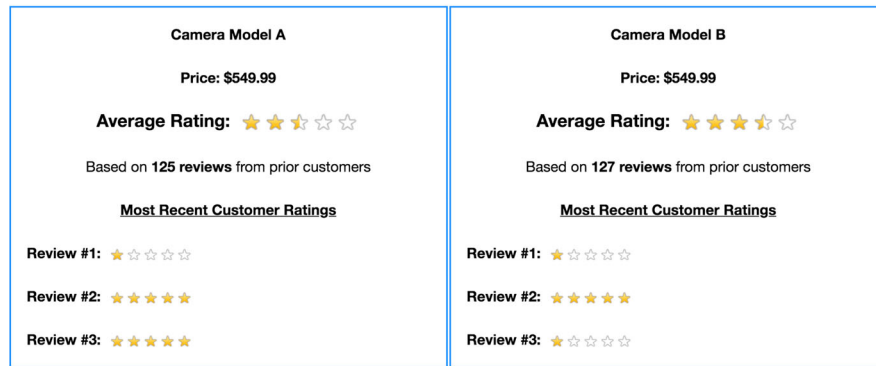 Camera Model A
Price: $549.99
Average Rating:
Based on 125 reviews from prior customers
Most Recent Customer Ratings
Review #1:
Review #2:
Review #3:
Camera Model B
Price: $549.99
Average Rating:
Based on 127 reviews from prior customers
Most Recent Customer Ratings
Review #1:
Review #2:
Review #3: